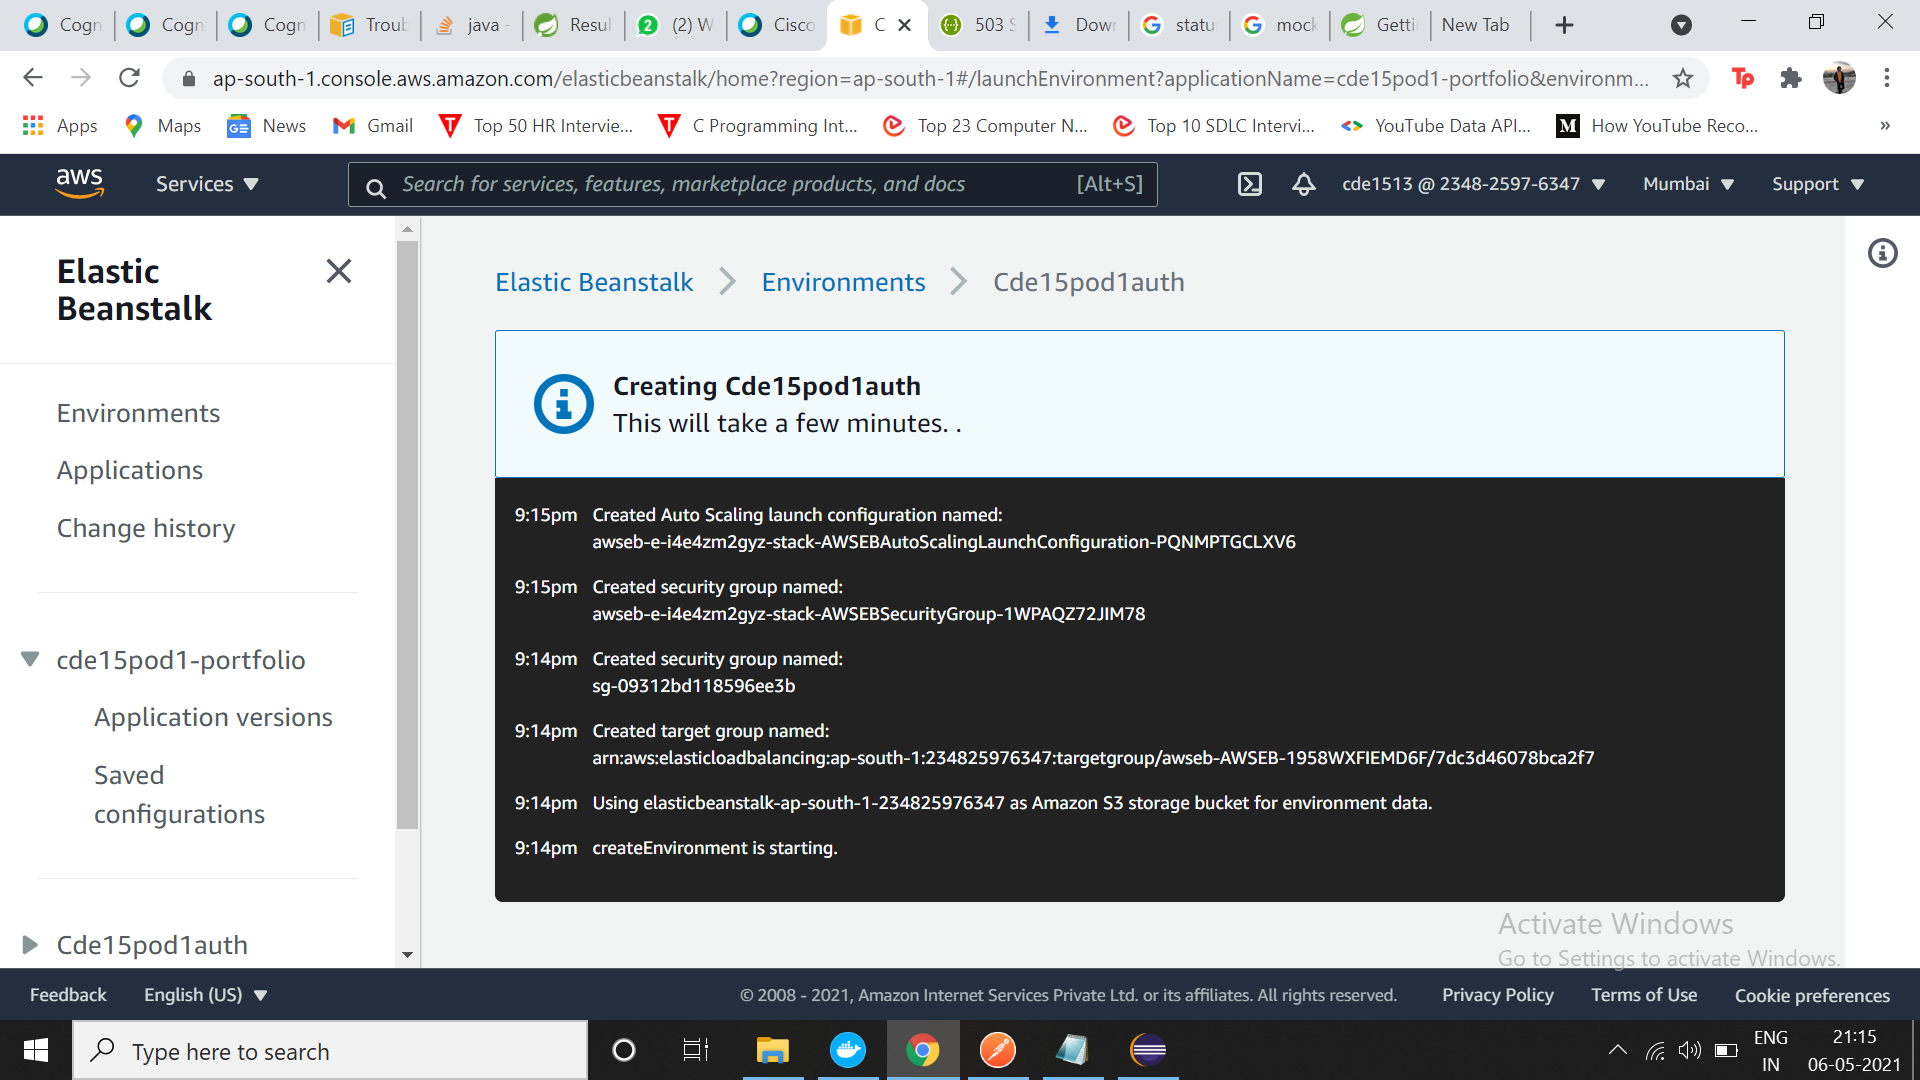 Cogn
Cogn
Cogn
Troub
java -
Resul
(2) W
Cisco
C
503 S
Down
statu
mock
Gettin
New Tab
ap-south-1.console.aws.amazon.com/elasticbeanstalk/home?region=ap-south-1#/launchEnvironment?applicationName=cde15pod1-portfolio&environm...
Apps
Maps
News
Gmail
Top 50 HR Intervie...
C Programming Int...
Top 23 Computer N...
Top 10 SDLC Intervi...
YouTube Data API...
How YouTube Reco...
»
aws
Services
Search for services, features, marketplace products, and docs
[Alt+S]
cde1513 @ 2348-2597-6347
Mumbai
Support
Elastic
Beanstalk
Environments
Applications
Change history
cde15pod1-portfolio
Application versions
Saved
configurations
Cde15pod1auth
Elastic Beanstalk
Environments
Cde15pod1auth
Creating Cde15pod1auth
This will take a few minutes. .
9:15pm Created Auto Scaling launch configuration named:
awseb-e-i4e4zm2gyz-stack-AWSEBAutoScalingLaunchConfiguration-PQNMPTGCLXV6
9:15pm Created security group named:
awseb-e-i4e4zm2gyz-stack-AWSEBSecurityGroup-1WPAQZ72JIM78
9:14pm Created security group named:
sg-09312bd118596ee3b
9:14pm Created target group named:
arn:aws:elasticloadbalancing:ap-south-1:234825976347:targetgroup/awseb-AWSEB-1958WXFIEMD6F/7dc3d46078bca2f7
9:14pm Using elasticbeanstalk-ap-south-1-234825976347 as Amazon S3 storage bucket for environment data.
9:14pm createEnvironment is starting.
Activate Windows
Go to Settings to activate Windows.
Feedback
English (US)
© 2008 - 2021, Amazon Internet Services Private Ltd. or its affiliates. All rights reserved.
Privacy Policy
Terms of Use
Cookie preferences
Type here to search
ENG
IN
21:15
06-05-2021